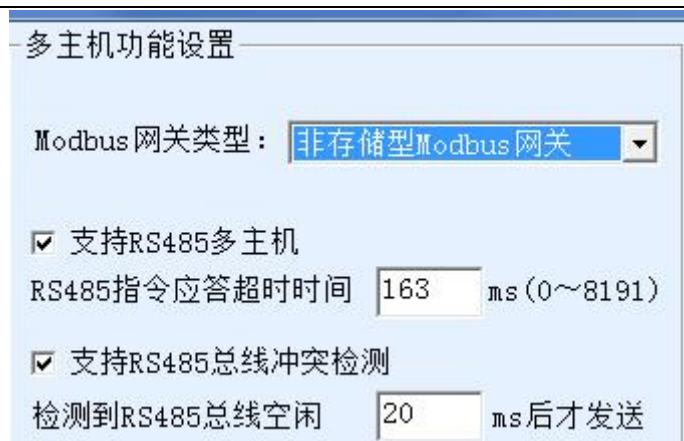 多主机功能设置
Modbus网关类型： 非存储型Modbus网关
支持RS485多主机
RS485指令应答超时时间 163 ms(0～8191)
支持RS485总线冲突检测
检测到RS485总线空闲 20 ms后才发送